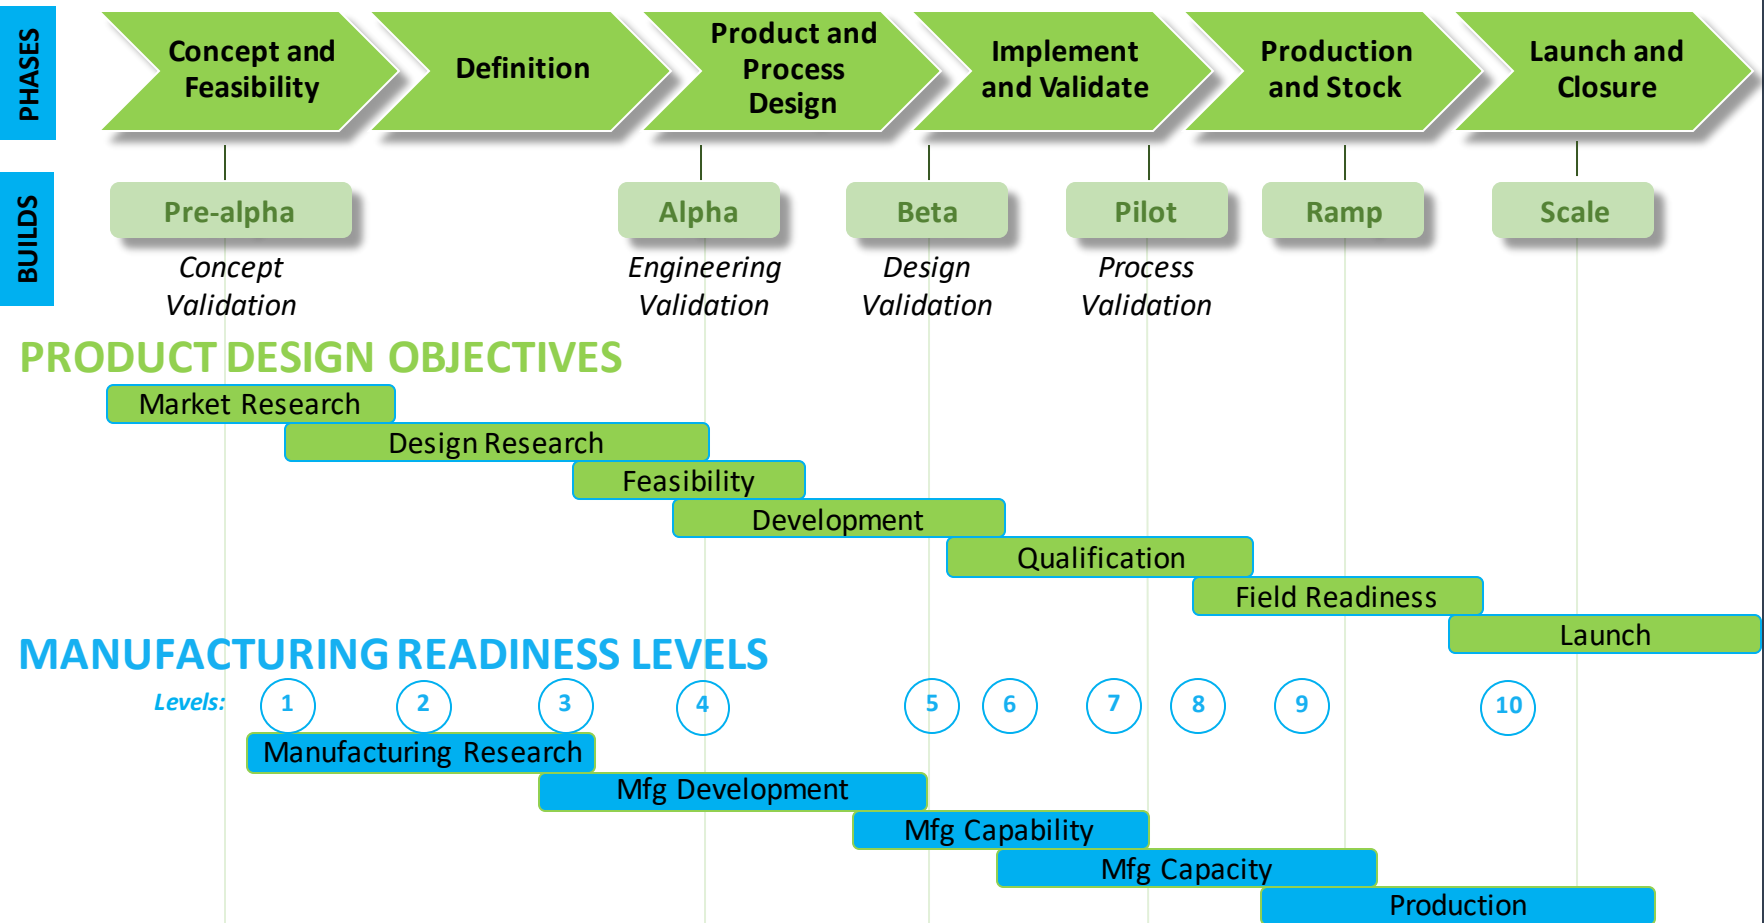 PHASES
Concept and
Feasibility
Definition
Product and
Process
Design
Implement
and Validate
Production
and Stock
Launch and
Closure
BUILDS
Pre-alpha
Alpha
Beta
Pilot
Ramp
Scale
Concept
Validation
Engineering
Validation
Design
Validation
Process
Validation
PRODUCT DESIGN OBJECTIVES
Market Research
Design Research
Feasibility
Development
Qualification
Field Readiness
Launch
MANUFACTURING READINESS LEVELS
Levels: 1 2 3 4 5 6 7 8 9 10
Manufacturing Research
Mfg Development
Mfg Capability
Mfg Capacity
Production